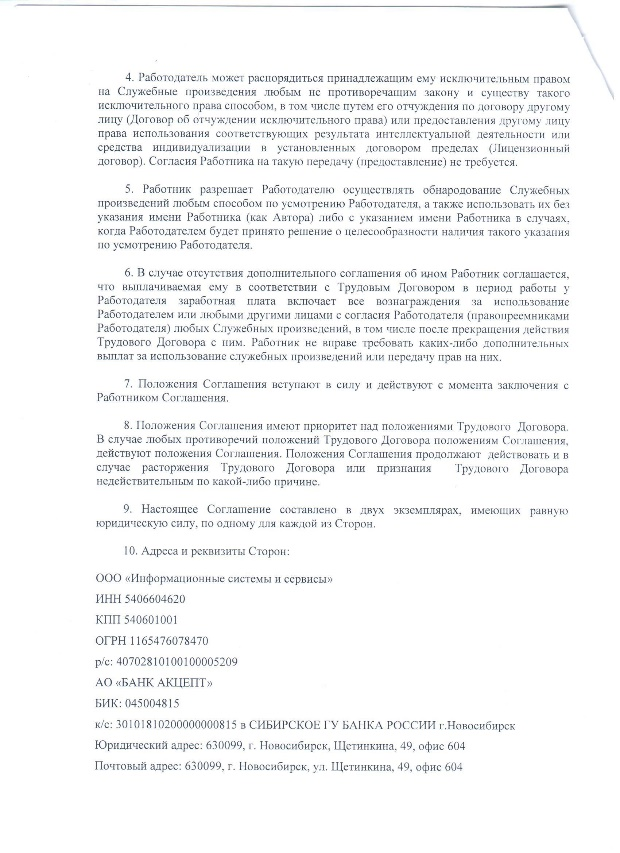 4. Работодатель может распорядиться принадлежащим ему исключительным правом
на Служебные произведения любым не противоречащим закону и существу такого
исключительного права способом, в том числе путем его отчуждения по договору другому
лицу (Договор об отчуждении исключительного права) или предоставления другому лицу
права использования соответствующих результата интеллектуальной деятельности или
средства индивидуализации в установленных договором пределах (Лицензионный
договор). Согласия Работника на такую передачу (предоставление) не требуется.
5. Работник разрешает Работодателю осуществлять обнародование Служебных
произведений любым способом по усмотрению Работодателя, а также использовать их без
указания имени Работника (как Автора) либо с указанием имени Работника в случаях,
когда Работодателем будет принято решение о целесообразности наличия такого указания
по усмотрению Работодателя.
6. В случае отсутствия дополнительного соглашения об ином Работник соглашается,
что выплачиваемая ему в соответствии с Трудовым Договором в период работы у
Работодателя заработная плата включает все вознаграждения за использование
Работодателем или любыми другими лицами с согласия Работодателя (правопреемниками
Работодателя) любых Служебных произведений, в том числе после прекращения действия
Трудового Договора с ним. Работник не вправе требовать каких-либо дополнительных
выплат за использование служебных произведений или передачу прав на них.
7. Положения Соглашения вступают в силу и действуют с момента заключения с
Работником Соглашения.
8. Положения Соглашения имеют приоритет над положениями Трудового Договора.
В случае любых противоречий положений Трудового Договора положениям Соглашения,
действуют положения Соглашения. Положения Соглашения продолжают действовать и в
случае расторжения Трудового Договора или признания Трудового Договора
недействительным по какой-либо причине.
9. Настоящее Соглашение составлено в двух экземплярах, имеющих равную
юридическую силу, по одному для каждой из Сторон.
10. Адреса и реквизиты Сторон:
ООО «Информационные системы и сервисы»
ИНН 5406604620
КПП 540601001
ОГРН 1165476078470
р/с: 40702810100100005209
АО «БАНК АКЦЕПТ»
БИК: 045004815
к/с: 30101810200000000815 в СИБИРСКОЕ ГУ БАНКА РОССИИ г.Новосибирск
Юридический адрес: 630099, г. Новосибирск, Щетинкина, 49, офис 604
Почтовый адрес: 630099, г. Новосибирск, ул. Щетинкина, 49, офис 604